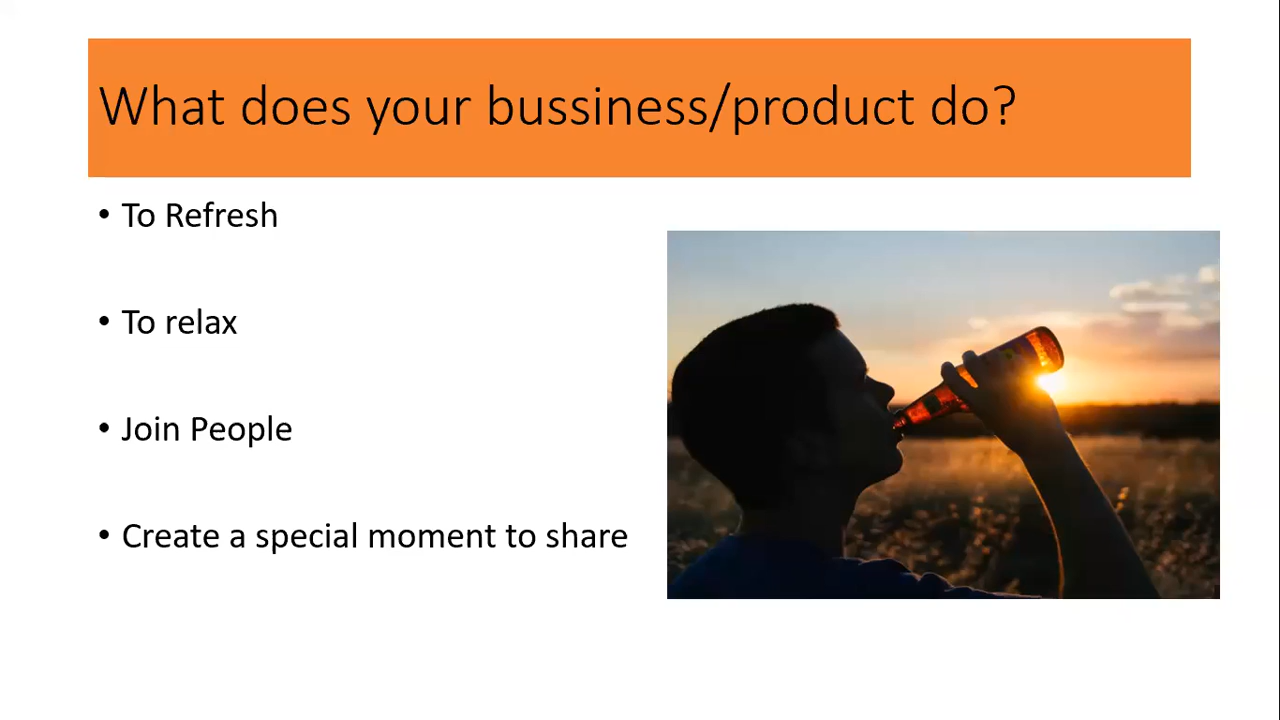 What does your bussiness/product do?
• To Refresh
• To relax
• Join People
• Create a special moment to share